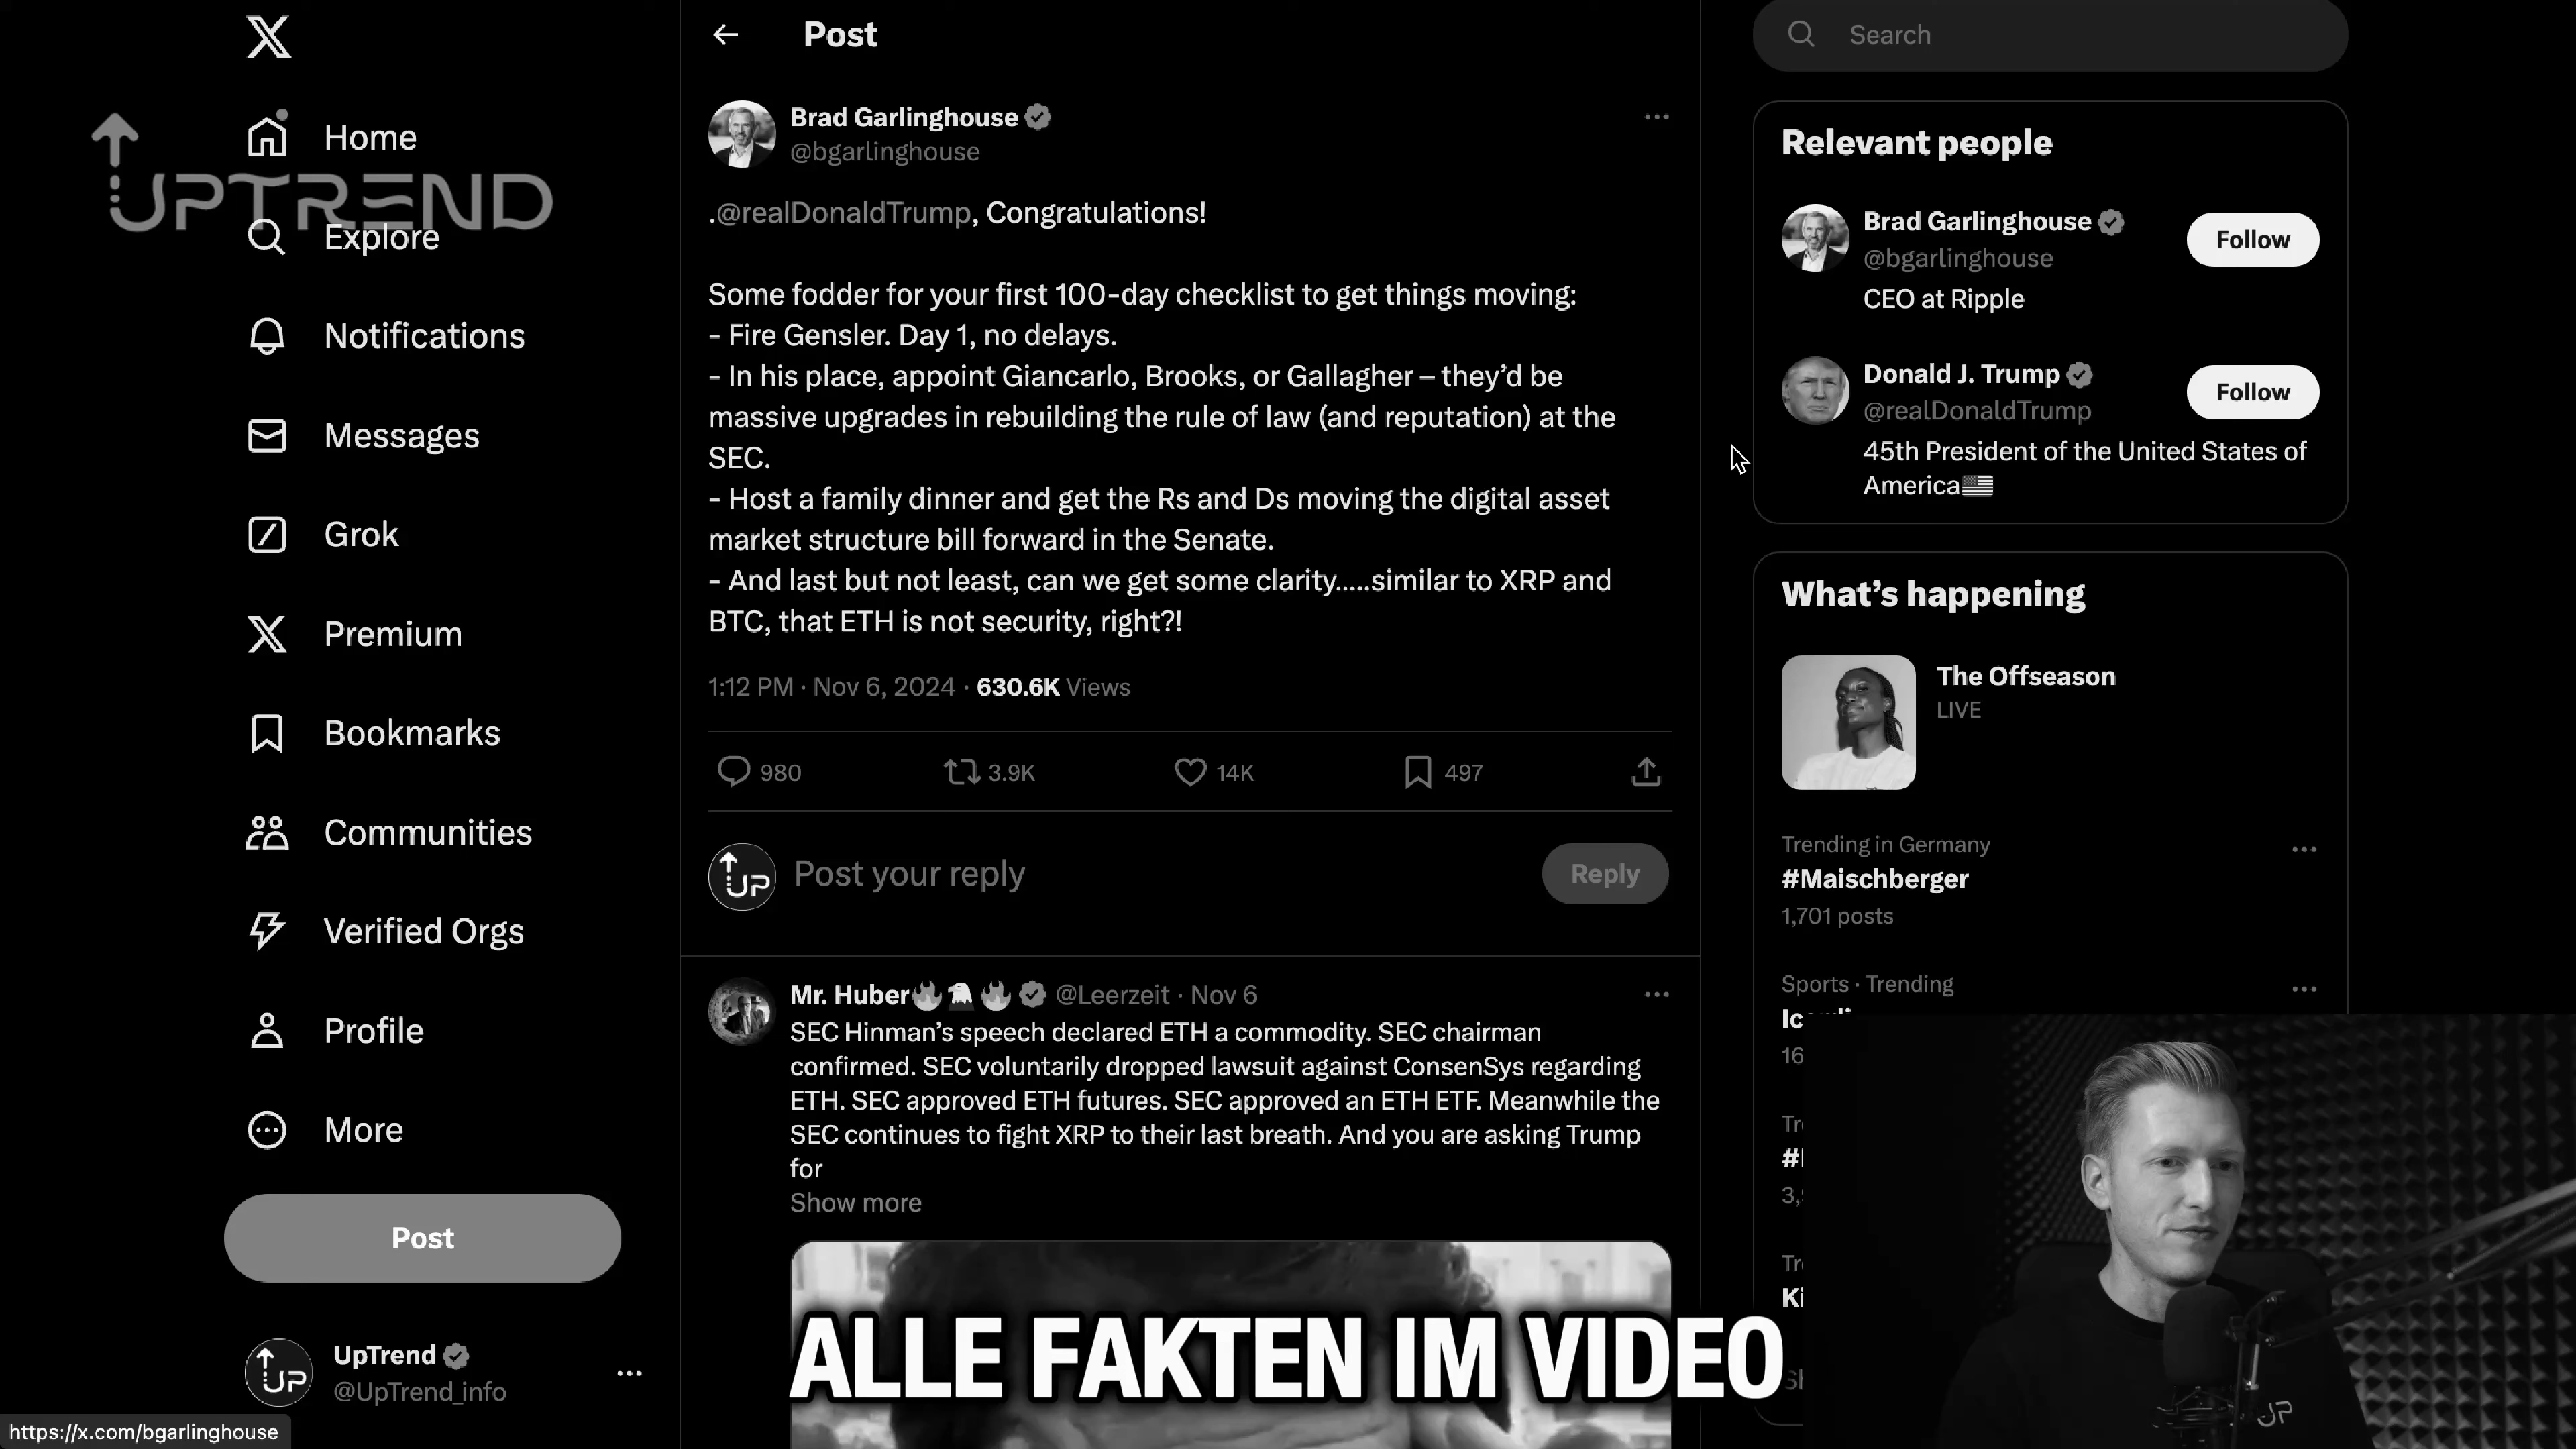 Home
UPTREND
Explore
Notifications
Messages
Grok
Premium
Bookmarks
Communities
Verified Orgs
Profile
More
Post
UpTrend
@UpTrend_info
https://x.com/bgarlinghouse
Post
Brad Garlinghouse
@bgarlinghouse
.@realDonaldTrump, Congratulations!
Some fodder for your first 100-day checklist to get things moving:
- Fire Gensler. Day 1, no delays.
- In his place, appoint Giancarlo, Brooks, or Gallagher – they’d be
massive upgrades in rebuilding the rule of law (and reputation) at the
SEC.
- Host a family dinner and get the Rs and Ds moving the digital asset
market structure bill forward in the Senate.
- And last but not least, can we get some clarity…..similar to XRP and
BTC, that ETH is not security, right?!
1:12 PM · Nov 6, 2024 · 630.6K Views
980 3.9K 14K 497
UP
Post your reply
Reply
Mr. Huber @Leerzeit · Nov 6
SEC Hinman’s speech declared ETH a commodity. SEC chairman
confirmed. SEC voluntarily dropped lawsuit against ConsenSys regarding
ETH. SEC approved ETH futures. SEC approved an ETH ETF. Meanwhile the
SEC continues to fight XRP to their last breath. And you are asking Trump
for
Show more
ALLE FAKTEN IM VIDEO
Search
Relevant people
Brad Garlinghouse
@bgarlinghouse
Follow
CEO at Ripple
Donald J. Trump
@realDonaldTrump
Follow
45th President of the United States of
America
What’s happening
The Offseason
LIVE
Trending in Germany
#Maischberger
1,701 posts
Sports · Trending
16
UP
UP